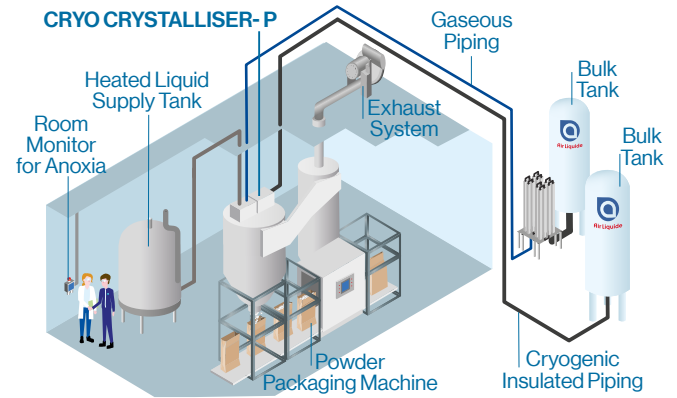 CRYO CRYSTALLISER- P
Gaseous
Piping
Heated Liquid
Supply Tank
Exhaust
System
Bulk
Tank
Room
Monitor
for Anoxia
Bulk
Tank
Air Liquide
Air Liquide
Powder
Packaging Machine
Cryogenic
Insulated Piping